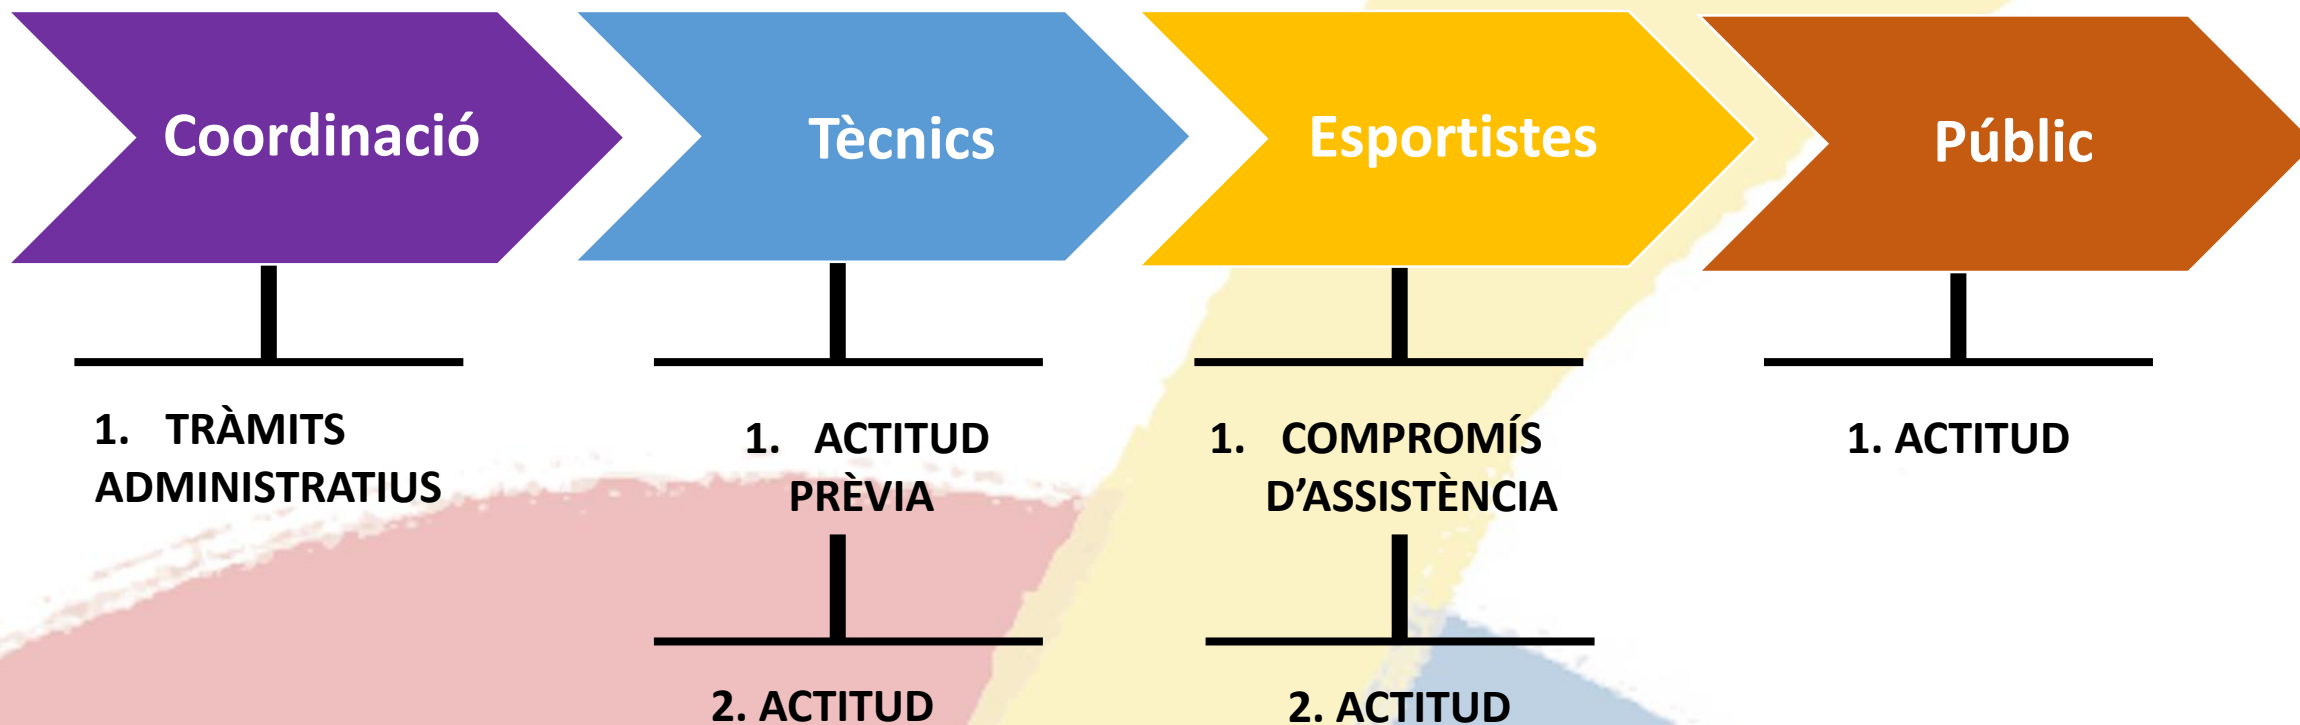 Coordinació
Tècnics
Esportistes
Públic
1. TRÀMITS
ADMINISTRATIUS
1. ACTITUD
PRÈVIA
1. COMPROMÍS
D’ASSISTÈNCIA
1. ACTITUD
2. ACTITUD
2. ACTITUD